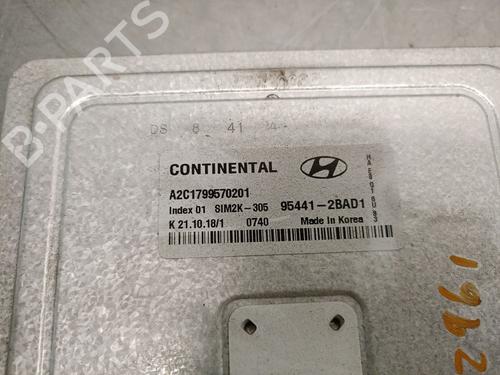 B-PARTS
DS 8 41
CONTINENTAL
A2C1799570201
Index 01 SIM2K-305 95441-2BAD1
K 21.10.18/1 0740 Made in Korea